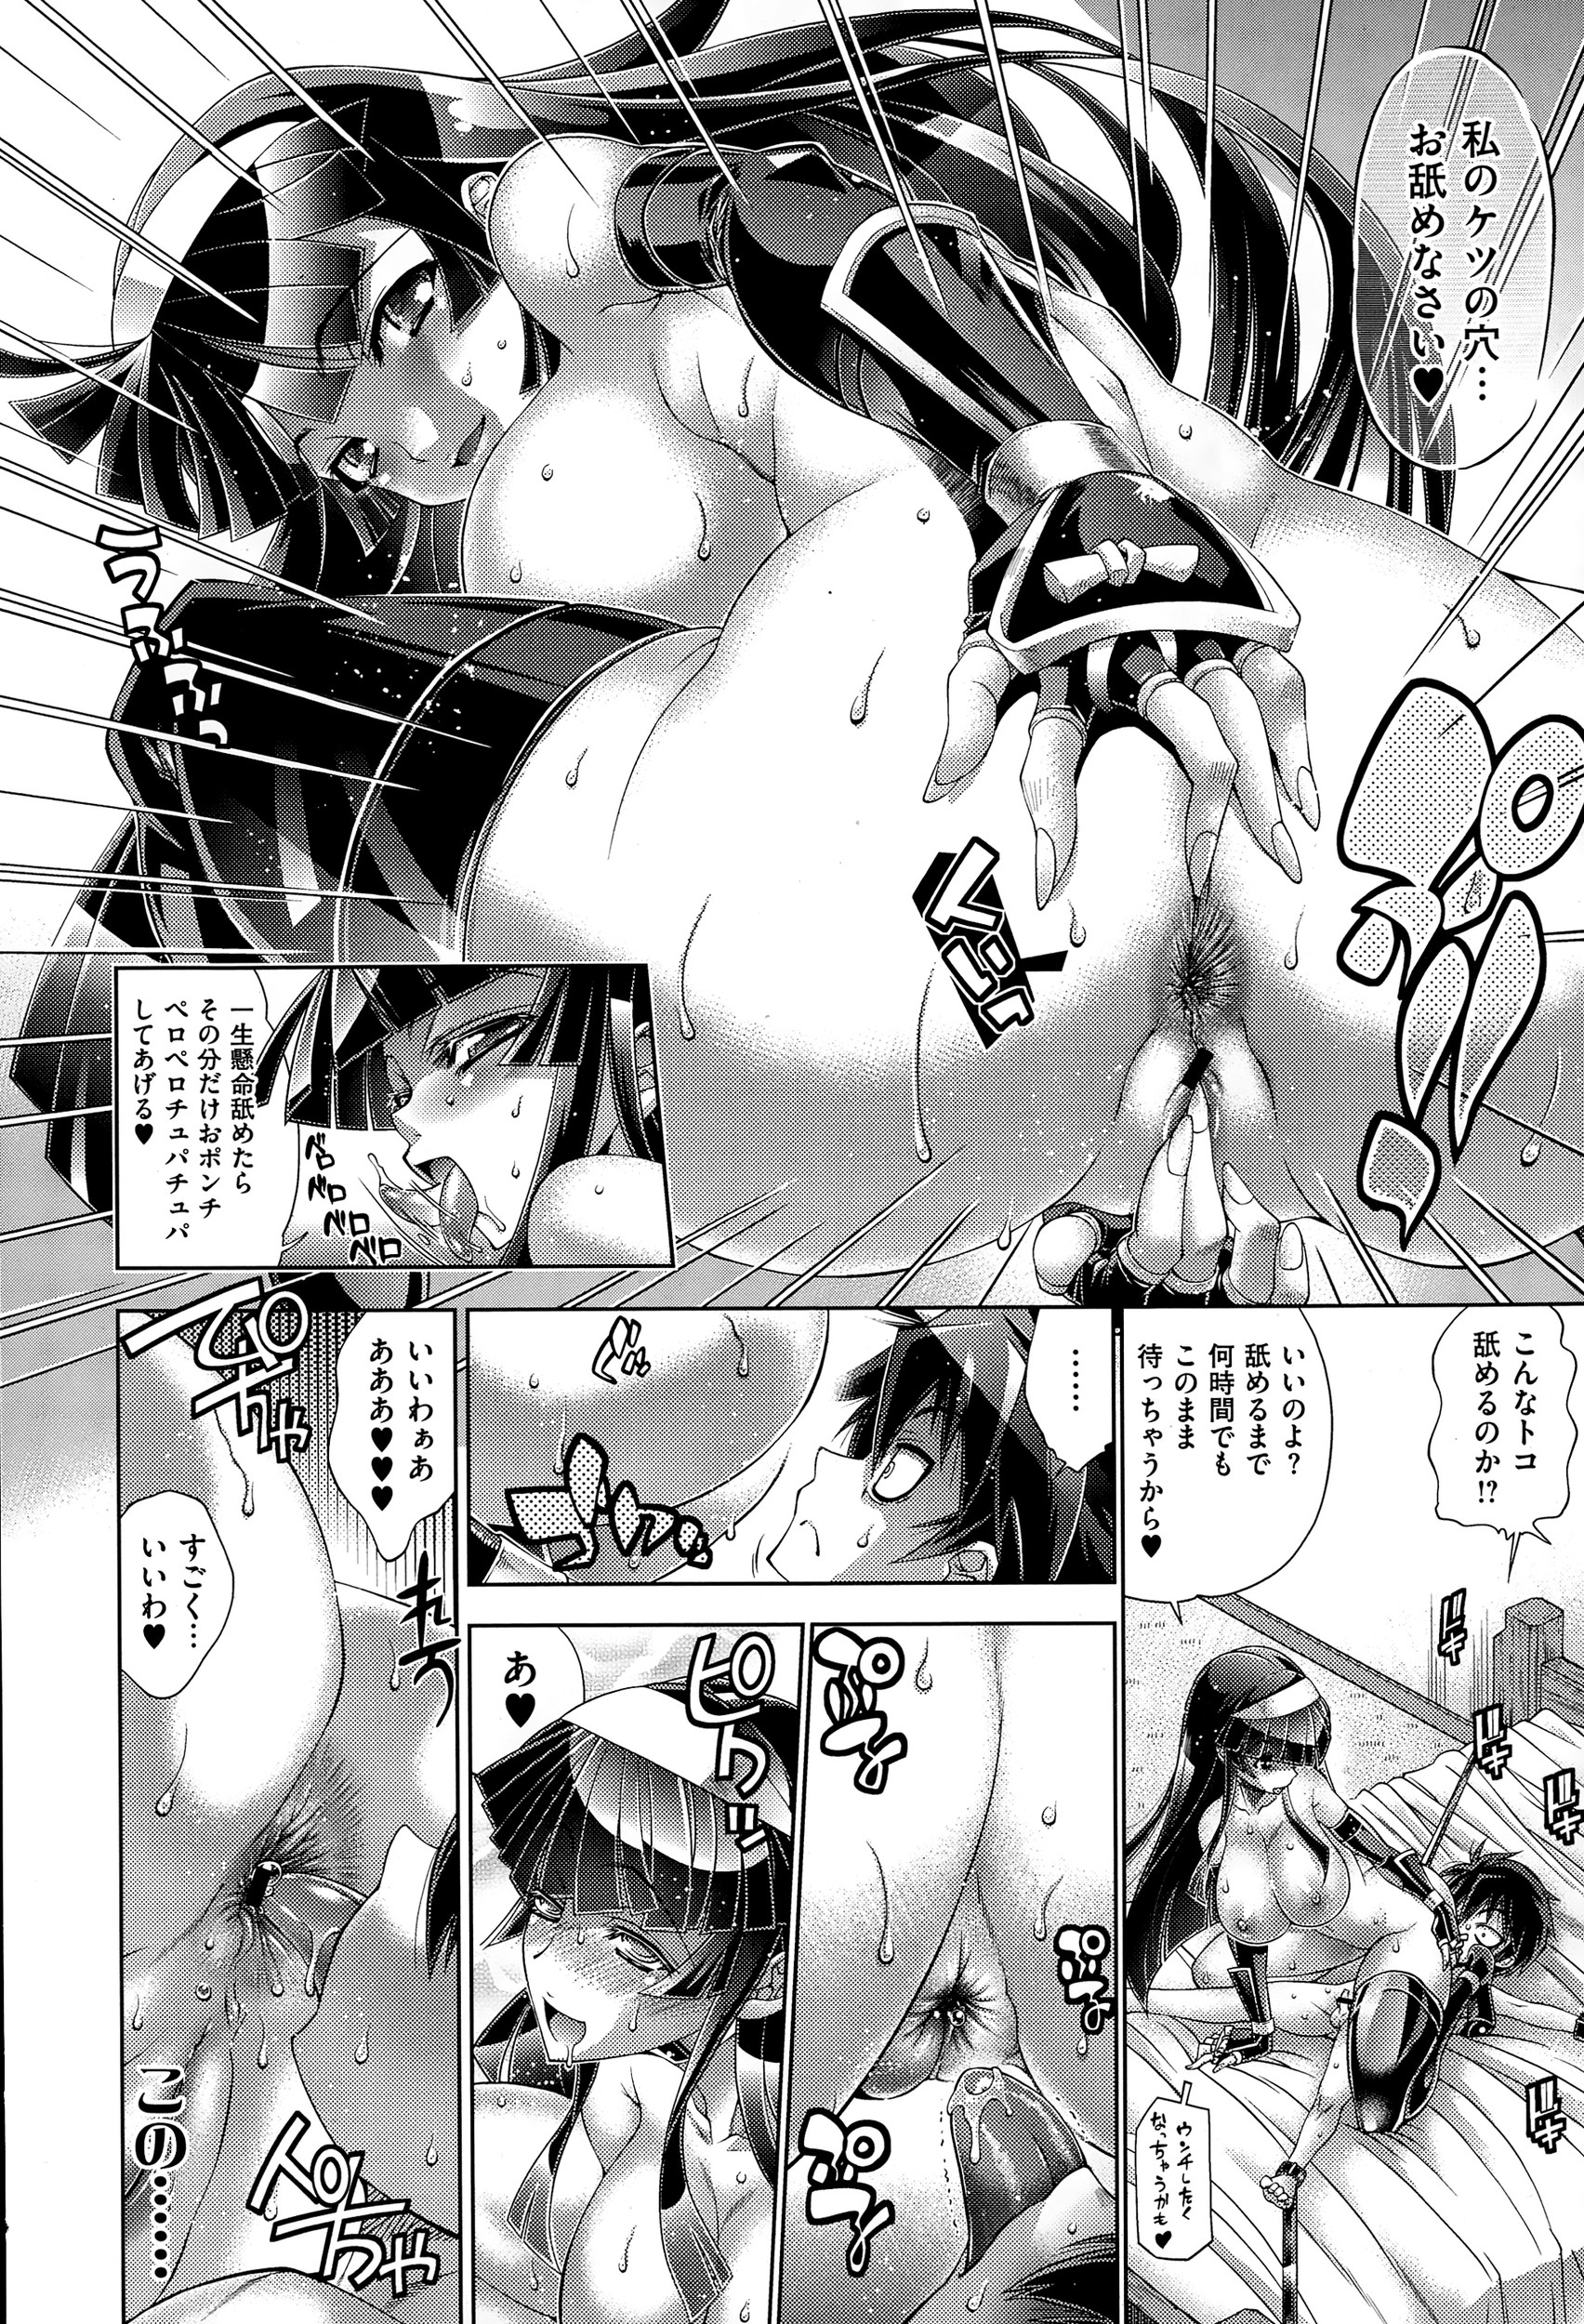 私のケツの穴…
お舐めなさい♥
うふふっ
一生懸命舐めたら
その分だけおポンチ
ペロペロチュパチュパ
してあげる♥
ベロ
ベロ
ベロ
ベロ
こんなトコ
舐めるのか!?
いいのよ?
舐めるまで
何時間でも
このまま
待っちゃうから♥
ウンチしたく
なっちゃうかも♥
……
ゴクッ
あ♥
ピクッ
いいわぁあ
あああ♥♥♥
ぴちゃ
れろ
すごく…
いいわ♥
ぺちゃ
この………